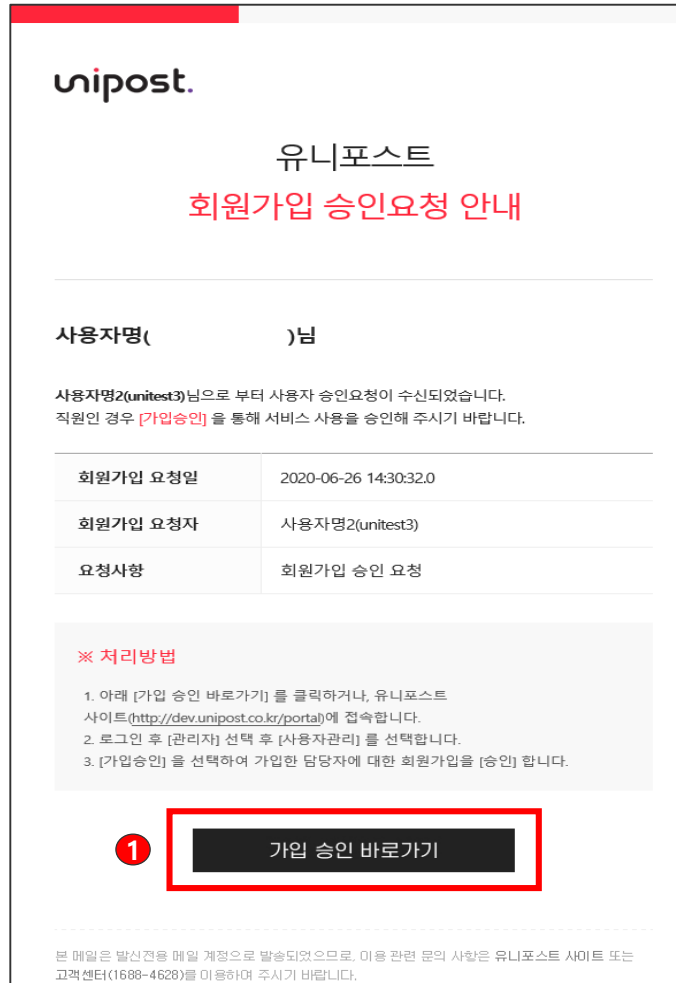 unipost.
유니포스트
회원가입 승인요청 안내
사용자명( )님
사용자명2(unitest3)님으로 부터 사용자 승인요청이 수신되었습니다.
직원인 경우 [가입승인] 을 통해 서비스 사용을 승인해 주시기 바랍니다.
회원가입 요청일 2020-06-26 14:30:32.0
회원가입 요청자 사용자명2(unitest3)
요청사항 회원가입 승인 요청
※ 처리방법
1. 아래 [가입 승인 바로가기] 를 클릭하거나, 유니포스트
사이트(http://dev.unipost.co.kr/portal)에 접속합니다.
2. 로그인 후 [관리자] 선택 후 [사용자관리] 를 선택합니다.
3. [가입승인] 을 선택하여 가입한 담당자에 대한 회원가입을 [승인] 합니다.
1 가입 승인 바로가기
본 메일은 발신전용 메일 계정으로 발송되었으므로, 이용 관련 문의 사항은 유니포스트 사이트 또는
고객센터(1688-4628)를 이용하며 주시기 바랍니다.